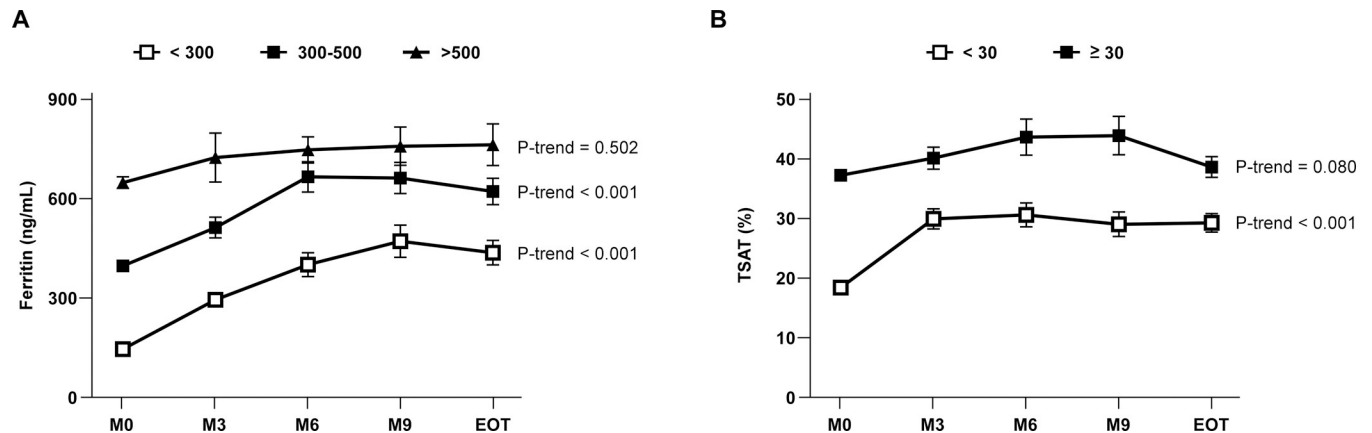 A
< 300 300-500 >500
Ferritin (ng/mL)
900
600
300
0
P-trend = 0.502
P-trend < 0.001
P-trend < 0.001
M0 M3 M6 M9 EOT
B
< 30 ≥ 30
TSAT (%)
50
40
30
20
10
0
P-trend = 0.080
P-trend < 0.001
M0 M3 M6 M9 EOT